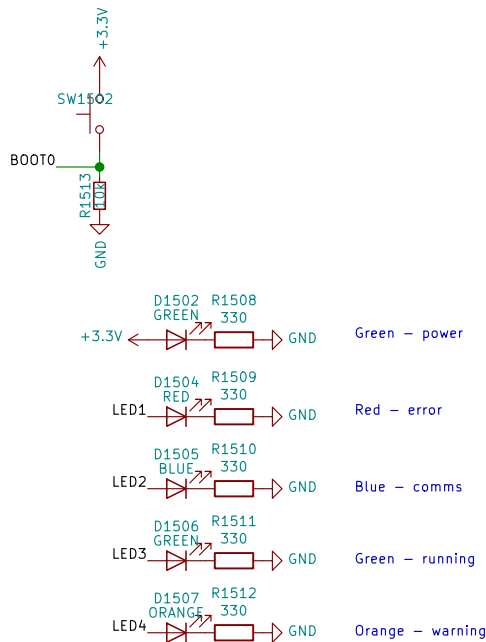 +3.3V
SW1502
BOOT0
R1513
10k
GND
D1502 R1508
GREEN 330
+3.3V GND Green – power
D1504 R1509
RED 330
LED1 GND Red – error
D1505 R1510
BLUE 330
LED2 GND Blue – comms
D1506 R1511
GREEN 330
LED3 GND Green – running
D1507 R1512
ORANGE 330
LED4 GND Orange – warning